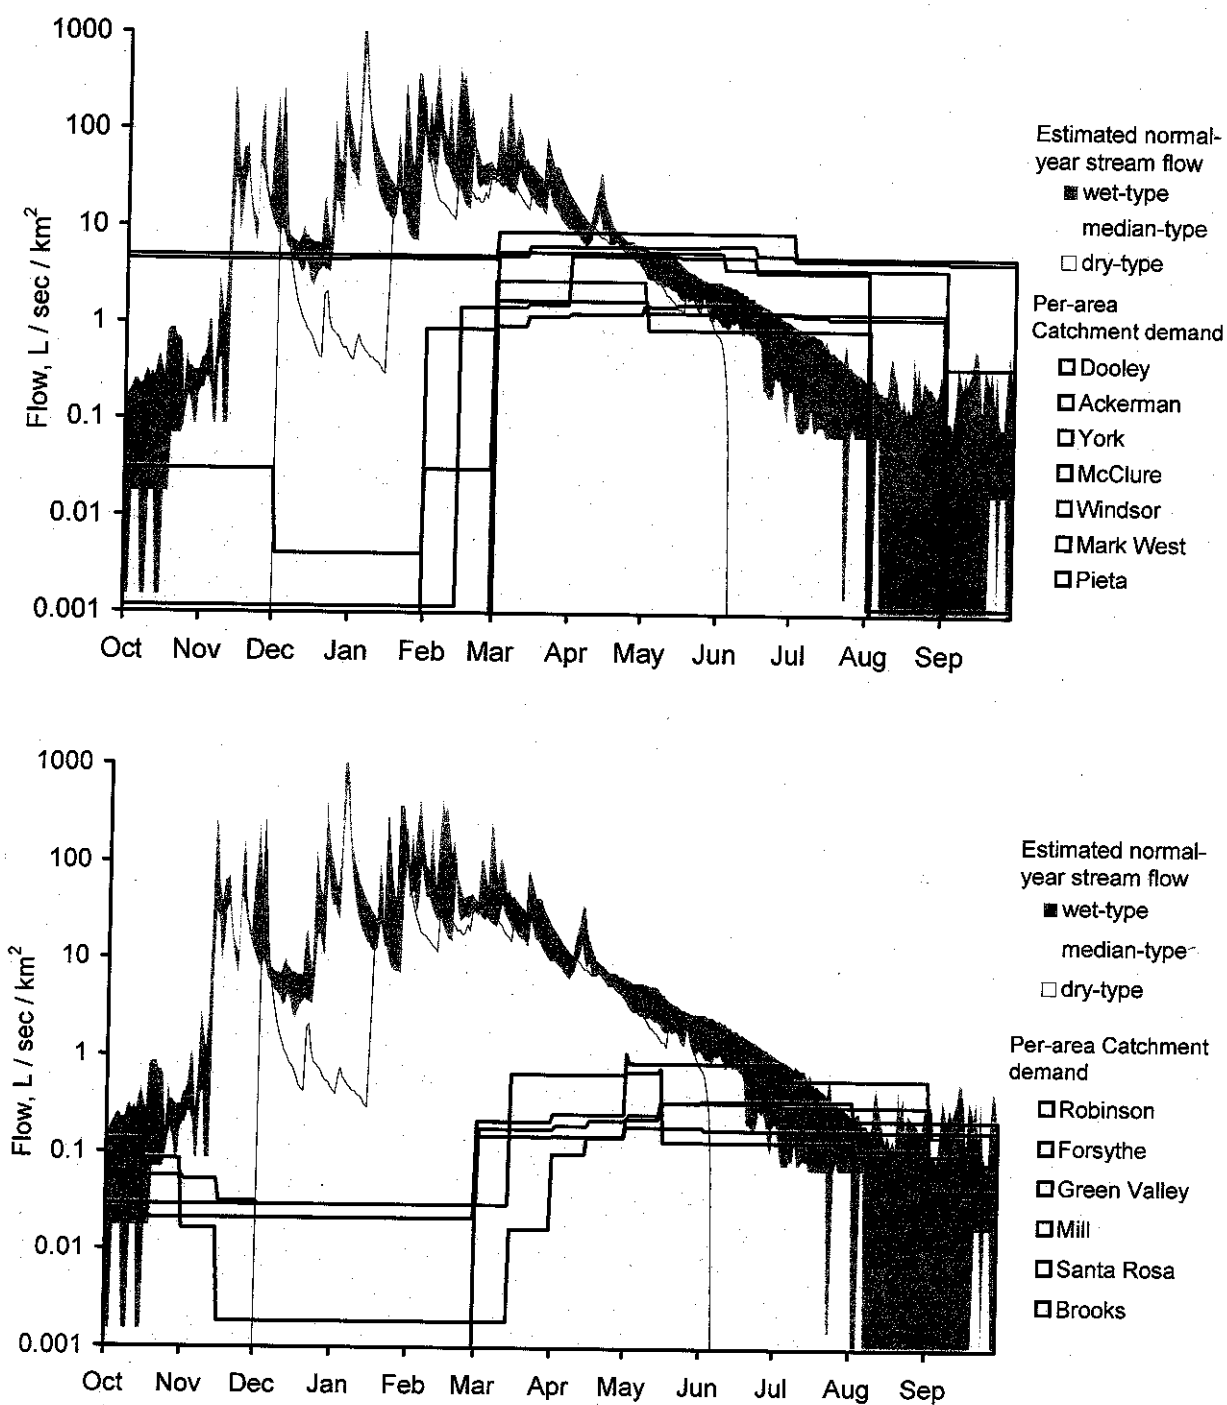 1000
100
10
1
0.1
0.01
0.001
Flow, L / sec / km²
Oct Nov Dec Jan Feb Mar Apr May Jun Jul Aug Sep
Estimated normal-
year stream flow
wet-type
median-type
dry-type
Per-area
Catchment demand
Dooley
Ackerman
York
McClure
Windsor
Mark West
Pieta
1000
100
10
1
0.1
0.01
0.001
Flow, L / sec / km²
Oct Nov Dec Jan Feb Mar Apr May Jun Jul Aug Sep
Estimated normal-
year stream flow
wet-type
median-type
dry-type
Per-area Catchment
demand
Robinson
Forsythe
Green Valley
Mill
Santa Rosa
Brooks